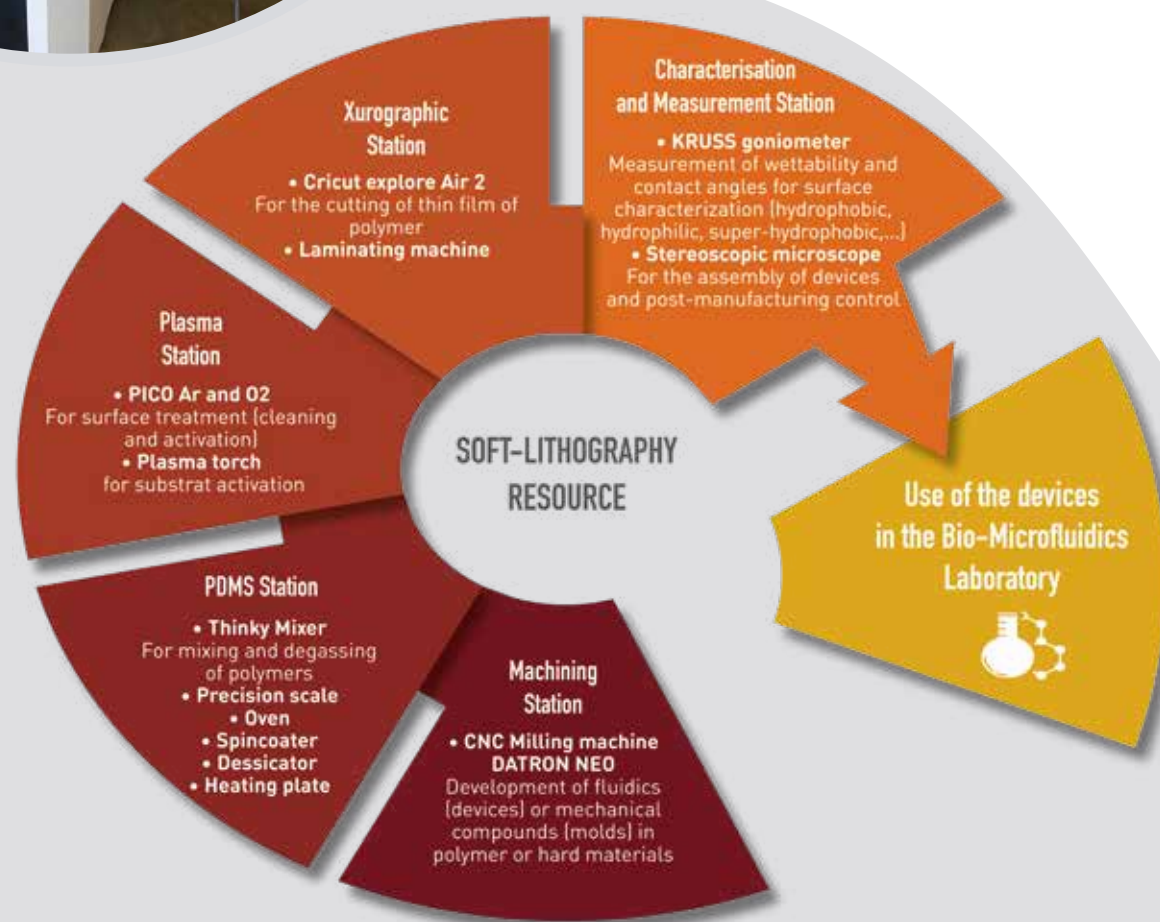 Xurographic
Station
• Cricut explore Air 2
For the cutting of thin film of
polymer
• Laminating machine
Characterisation
and Measurement Station
• KRUSS goniometer
Measurement of wettability and
contact angles for surface
characterization (hydrophobic,
hydrophilic, super-hydrophobic,...)
• Stereoscopic microscope
For the assembly of devices
and post-manufacturing control
Plasma
Station
• PICO Ar and O2
For surface treatment (cleaning
and activation)
• Plasma torch
for substrat activation
SOFT-LITHOGRAPHY
RESOURCE
Use of the devices
in the Bio-Microfluidics
Laboratory
PDMS Station
• Thinky Mixer
For mixing and degassing
of polymers
• Precision scale
• Oven
• Spincoater
• Dessicator
• Heating plate
Machining
Station
• CNC Milling machine
DATRON NEO
Development of fluidics
(devices) or mechanical
compounds (molds) in
polymer or hard materials